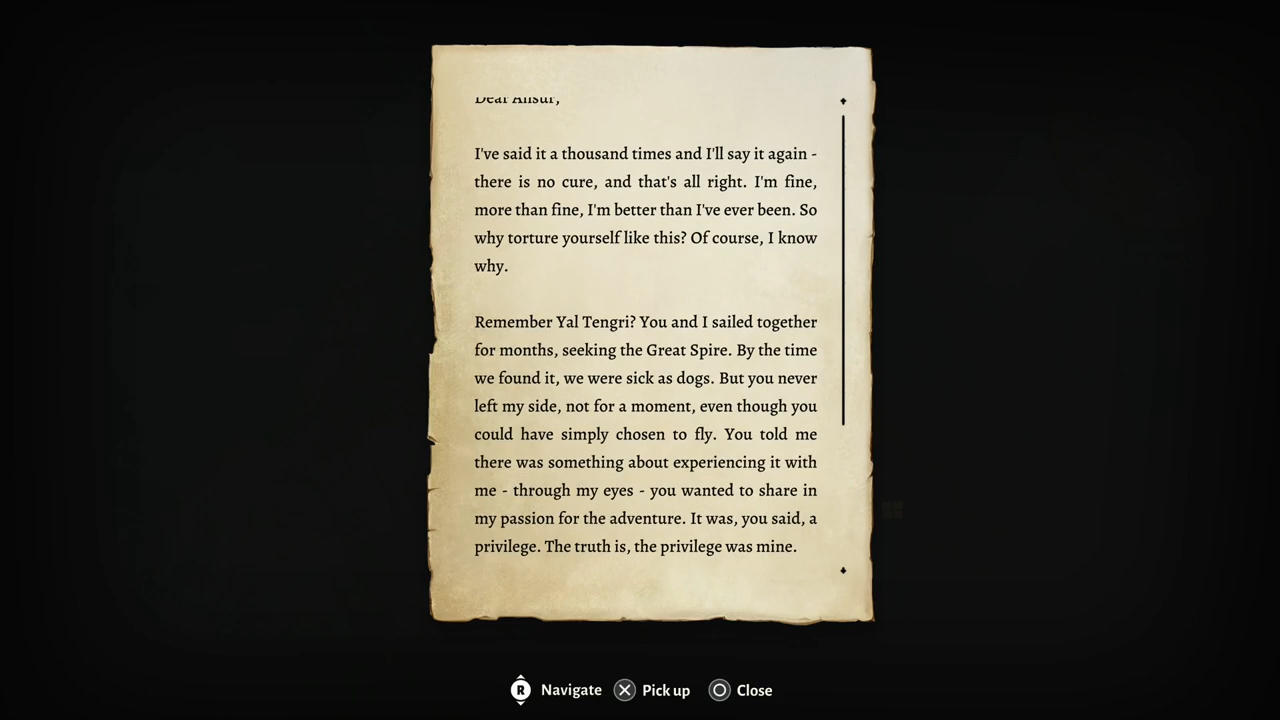 Dear Ansur,
I've said it a thousand times and I'll say it again -
there is no cure, and that's all right. I'm fine,
more than fine, I'm better than I've ever been. So
why torture yourself like this? Of course, I know
why.
Remember Yal Tengri? You and I sailed together
for months, seeking the Great Spire. By the time
we found it, we were sick as dogs. But you never
left my side, not for a moment, even though you
could have simply chosen to fly. You told me
there was something about experiencing it with
me - through my eyes - you wanted to share in
my passion for the adventure. It was, you said, a
privilege. The truth is, the privilege was mine.
R Navigate Pick up Close